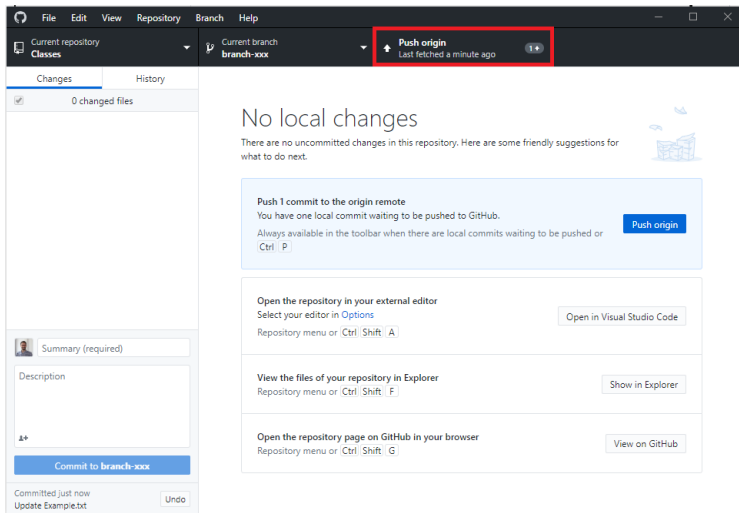 File Edit View Repository Branch Help
Current repository
Classes
Current branch
branch-xxx
Push origin
Last fetched a minute ago
1
Changes History
0 changed files
No local changes
There are no uncommitted changes in this repository. Here are some friendly suggestions for
what to do next.
Push 1 commit to the origin remote
You have one local commit waiting to be pushed to GitHub.
Always available in the toolbar when there are local commits waiting to be pushed or
Ctrl P
Push origin
Open the repository in your external editor
Select your editor in Options
Repository menu or Ctrl Shift A
Open in Visual Studio Code
View the files of your repository in Explorer
Repository menu or Ctrl Shift F
Show in Explorer
Open the repository page on GitHub in your browser
Repository menu or Ctrl Shift G
View on GitHub
Summary (required)
Description
Commit to branch-xxx
Committed just now
Update Example.txt
Undo